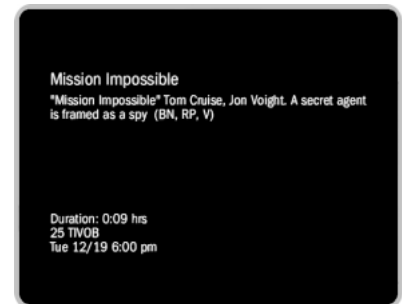 Mission Impossible
"Mission Impossible" Tom Cruise, Jon Voight. A secret agent
is framed as a spy (BN, RP, V)
Duration: 0:09 hrs
25 TIVOB
Tue 12/19 6:00 pm